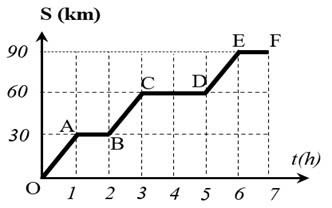 S (km)
90 E F
60 C D
30 A B
t(h)
O 1 2 3 4 5 6 7